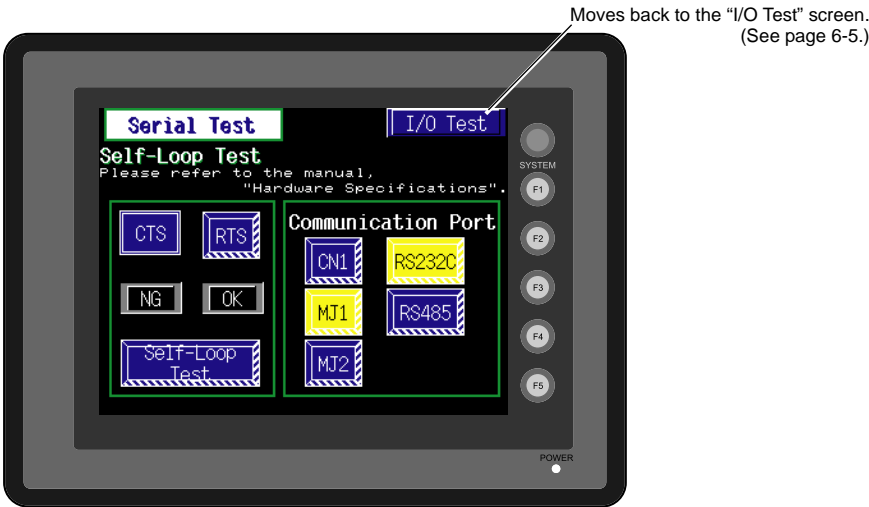 Moves back to the “I/O Test” screen.
(See page 6-5.)
Serial Test
I/O Test
Self-Loop Test
Please refer to the manual,
"Hardware Specifications".
CTS
RTS
NG
OK
Self-Loop
Test
Communication Port
CN1
RS232C
MJ1
RS485
MJ2
SYSTEM
F1
F2
F3
F4
F5
POWER